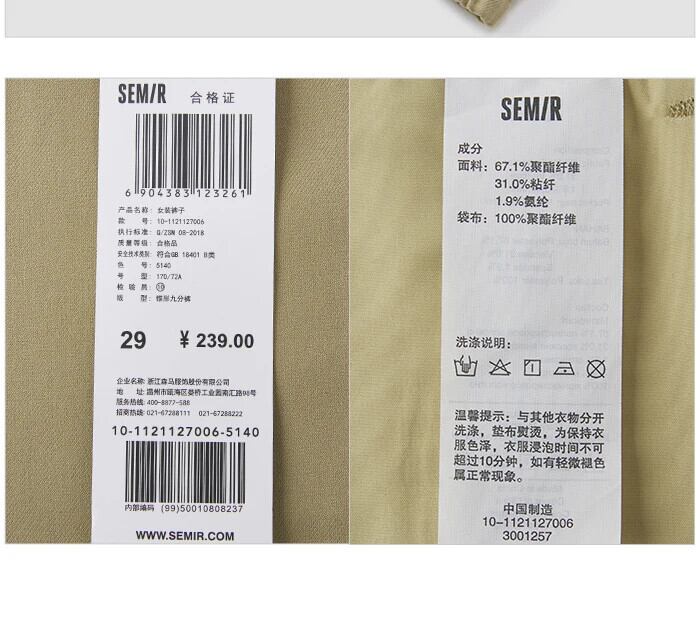 SEMIR 合格证
6 904383 123261
产品名称: 女装裤子
款 号: 10-1121127006
执行标准: Q/ZSM 08-2018
质量等级: 合格品
安全技术类别: 符合GB 18401 B类
色 号: 5140
号 型: 170/72A
检 验 员: ⑩
版 型: 锥形九分裤
29 ¥ 239.00
企业名称: 浙江森马服饰股份有限公司
地 址: 温州市瓯海区娄桥工业园南汇路98号
服务热线: 400-8877-588
招商热线: 021-67288111 021-67288222
10-1121127006-5140
内部编码 (99)50010808237
WWW.SEMIR.COM
SEMIR
成分
面料: 67.1%聚酯纤维
31.0%粘纤
1.9%氨纶
袋布: 100%聚酯纤维
洗涤说明:
温馨提示: 与其他衣物分开
洗涤, 垫布熨烫, 为保持衣
服色泽, 衣服浸泡时间不可
超过10分钟, 如有轻微褪色
属正常现象。
中国制造
10-1121127006
3001257